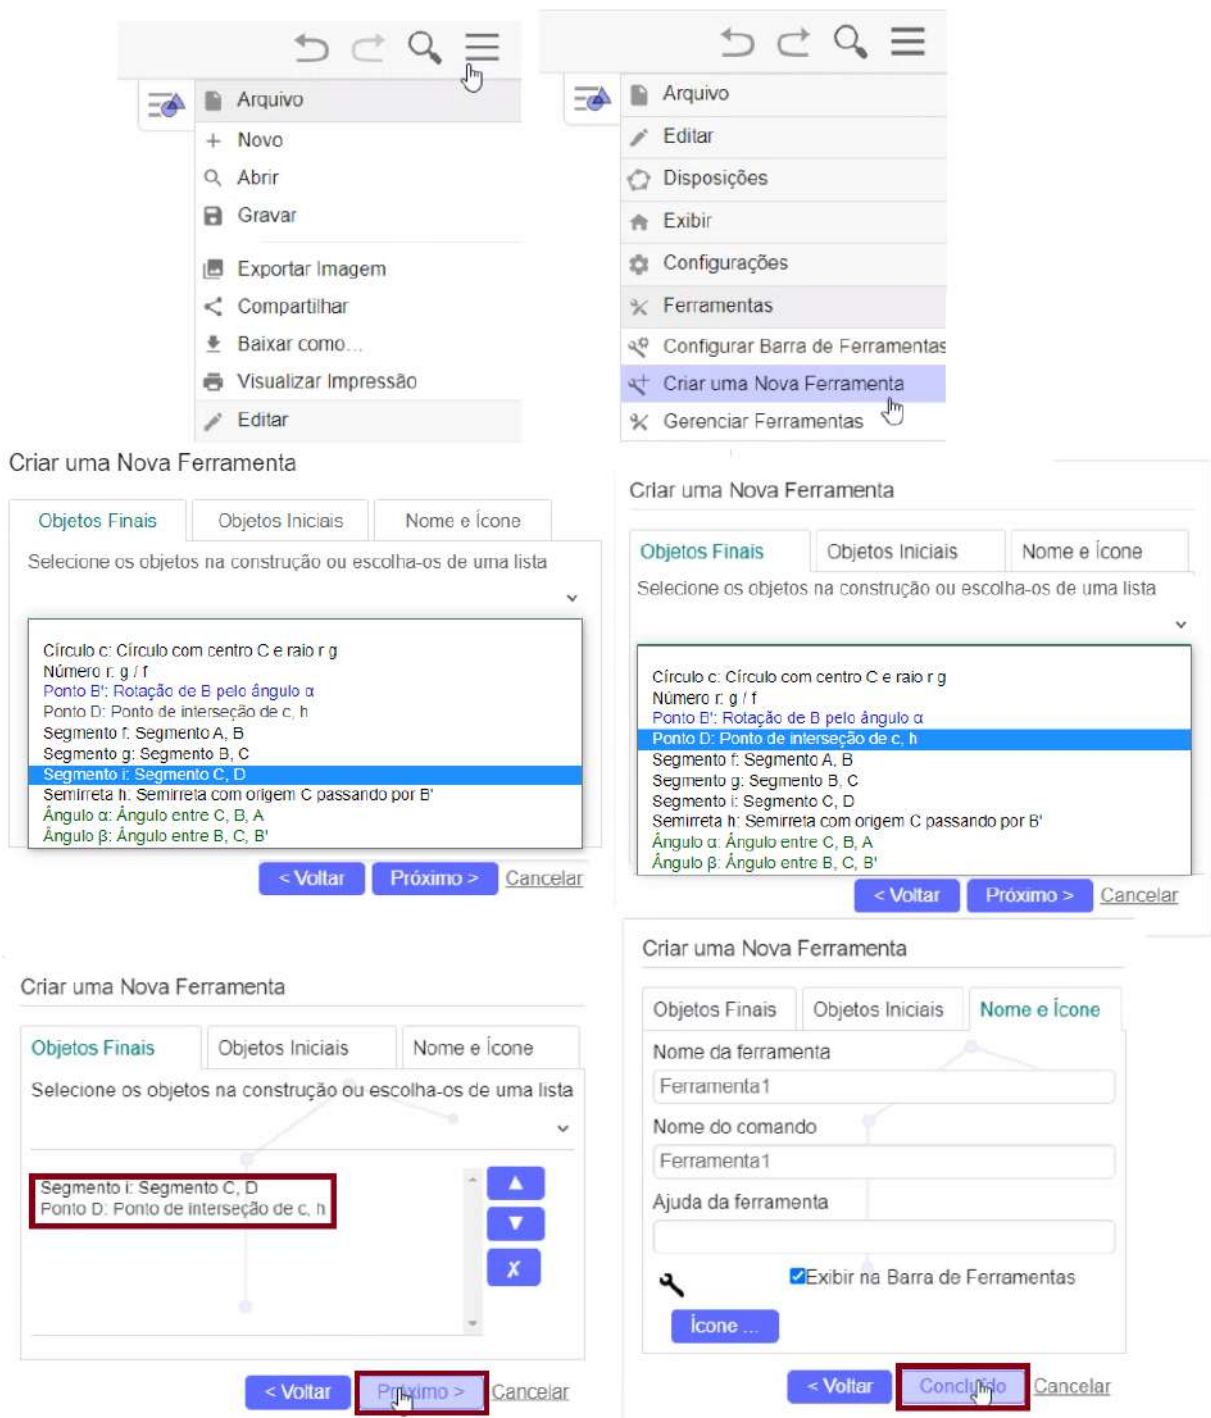 Arquivo
Novo
Abrir
Gravar
Exportar Imagem
Compartilhar
Baixar como...
Visualizar Impressão
Editar
Arquivo
Editar
Disposições
Exibir
Configurações
Ferramentas
Configurar Barra de Ferramentas
Criar uma Nova Ferramenta
Gerenciar Ferramentas
Criar uma Nova Ferramenta
Objetos Finais Objetos Iniciais Nome e Ícone
Selecione os objetos na construção ou escolha-os de uma lista
Círculo c: Círculo com centro C e raio r g
Número r: g / f
Ponto B': Rotação de B pelo ângulo α
Ponto D: Ponto de interseção de c, h
Segmento f: Segmento A, B
Segmento g: Segmento B, C
Segmento i: Segmento C, D
Semirreta h: Semirreta com origem C passando por B'
Ângulo α: Ângulo entre C, B, A
Ângulo β: Ângulo entre B, C, B'
< Voltar Próximo > Cancelar
Criar uma Nova Ferramenta
Objetos Finais Objetos Iniciais Nome e Ícone
Selecione os objetos na construção ou escolha-os de uma lista
Círculo c: Círculo com centro C e raio r g
Número r: g / f
Ponto B': Rotação de B pelo ângulo α
Ponto D: Ponto de interseção de c, h
Segmento f: Segmento A, B
Segmento g: Segmento B, C
Segmento i: Segmento C, D
Semirreta h: Semirreta com origem C passando por B'
Ângulo α: Ângulo entre C, B, A
Ângulo β: Ângulo entre B, C, B'
< Voltar Próximo > Cancelar
Criar uma Nova Ferramenta
Objetos Finais Objetos Iniciais Nome e Ícone
Selecione os objetos na construção ou escolha-os de uma lista
Segmento i: Segmento C, D
Ponto D: Ponto de interseção de c, h
X
< Voltar Próximo > Cancelar
Criar uma Nova Ferramenta
Objetos Finais Objetos Iniciais Nome e Ícone
Nome da ferramenta
Ferramenta1
Nome do comando
Ferramenta1
Ajuda da ferramenta
Exibir na Barra de Ferramentas
Ícone ...
< Voltar Concluído Cancelar